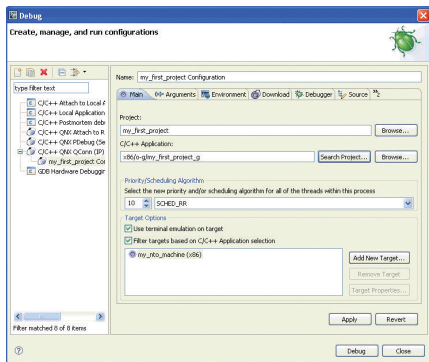 Debug
Create, manage, and run configurations
type filter text
C/C++ Attach to Local A
C/C++ Local Application
C/C++ Postmortem deb
C/C++ QNX Attach to R
C/C++ QNX PDebug (Se
C/C++ QNX QConn (IP)
my_first_project Co
GDB Hardware Debuggin
Filter matched 8 of 8 items
Name: my_first_project Configuration
Main Arguments Environment Download Debugger Source »2
Project:
my_first_project Browse...
C/C++ Application:
x86/o-g/my_first_project_g Search Project... Browse...
Priority/Scheduling Algorithm
Select the new priority and/or scheduling algorithm for all of the threads within this process
10 SCHED_RR
Target Options
Use terminal emulation on target
Filter targets based on C/C++ Application selection
my_nto_machine (x86)
Add New Target...
Remove Target
Target Properties...
Apply Revert
Debug Close